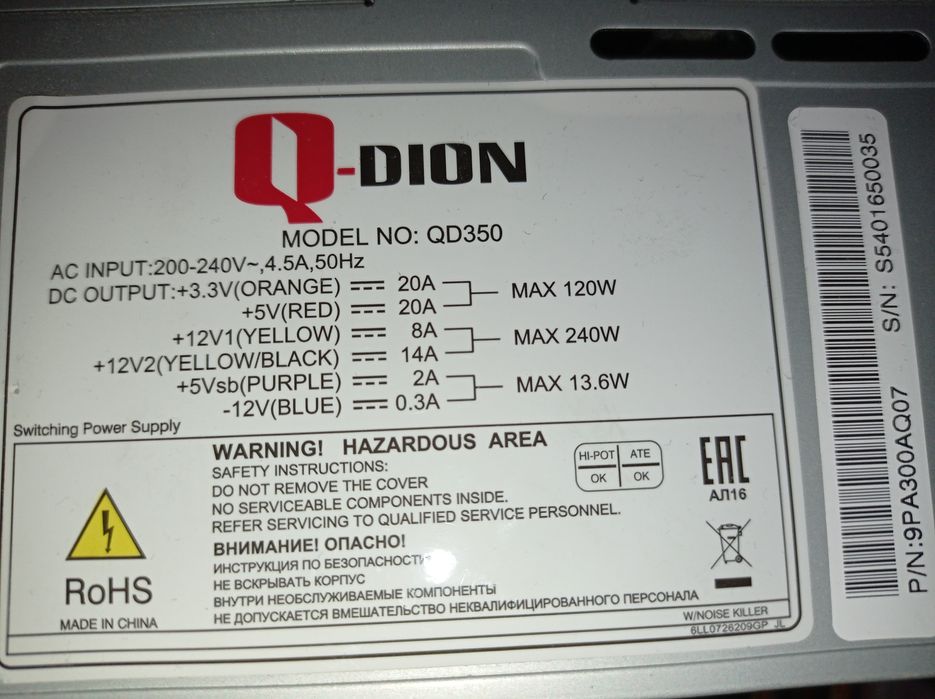 Q-DION
MODEL NO: QD350
AC INPUT:200-240V~,4.5A,50Hz
DC OUTPUT:+3.3V(ORANGE) 20A
+5V(RED) 20A
MAX 120W
+12V1(YELLOW) 8A
+12V2(YELLOW/BLACK) 14A
MAX 240W
+5Vsb(PURPLE) 2A
-12V(BLUE) 0.3A
MAX 13.6W
Switching Power Supply
WARNING! HAZARDOUS AREA
SAFETY INSTRUCTIONS:
DO NOT REMOVE THE COVER
NO SERVICEABLE COMPONENTS INSIDE.
REFER SERVICING TO QUALIFIED SERVICE PERSONNEL.
ВНИМАНИЕ! ОПАСНО!
ИНСТРУКЦИЯ ПО БЕЗОПАСНОСТИ
НЕ ВСКРЫВАТЬ КОРПУС
ВНУТРИ НЕОБСЛУЖИВАЕМЫЕ КОМПОНЕНТЫ
НЕ ДОПУСКАЕТСЯ ВМЕШАТЕЛЬСТВО НЕКВАЛИФИЦИРОВАННОГО ПЕРСОНАЛА
RoHS
MADE IN CHINA
HI-POT ATE
OK OK
EAC
АЛ16
W/NOISE KILLER
6LL0726209GP JL
P/N:9PA300AQ07 S/N: S5401650035